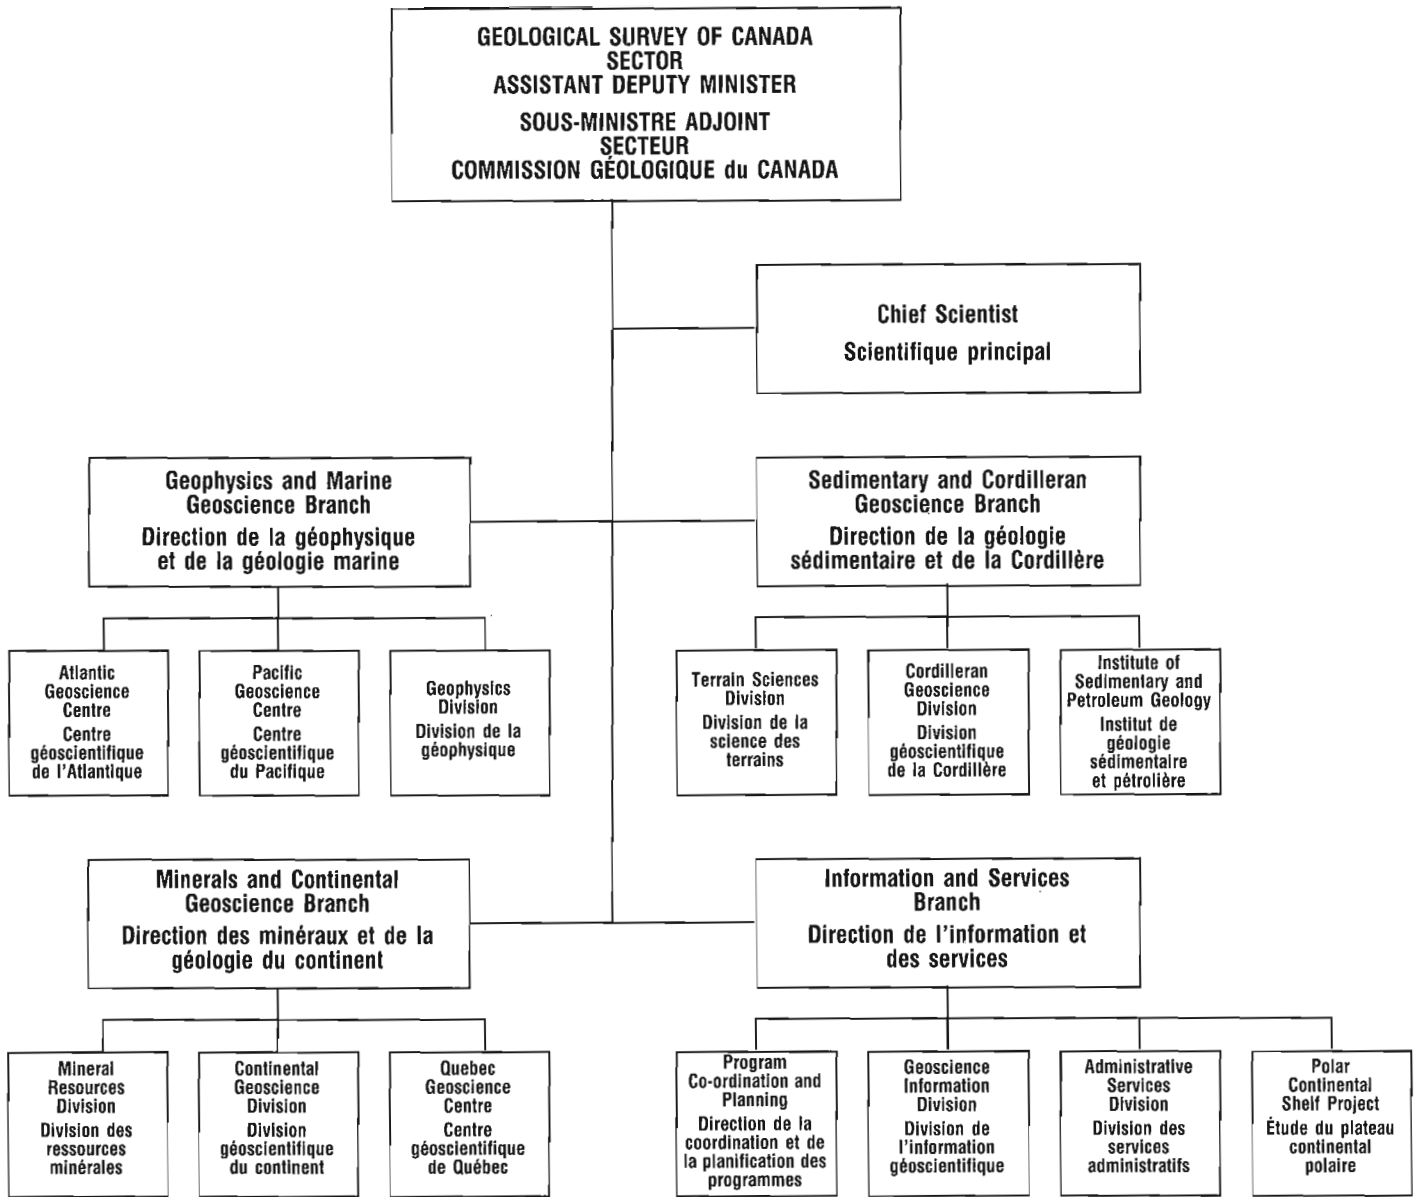 GEOLOGICAL SURVEY OF CANADA
SECTOR
ASSISTANT DEPUTY MINISTER
SOUS-MINISTRE ADJOINT
SECTEUR
COMMISSION GÉOLOGIQUE du CANADA
Chief Scientist
Scientifique principal
Geophysics and Marine
Geoscience Branch
Direction de la géophysique
et de la géologie marine
Sedimentary and Cordilleran
Geoscience Branch
Direction de la géologie
sédimentaire et de la Cordillère
Atlantic
Geoscience
Centre
Centre
géoscientifique
de l'Atlantique
Pacific
Geoscience
Centre
Centre
géoscientifique
du Pacifique
Geophysics
Division
Division de la
géophysique
Terrain Sciences
Division
Division de la
science des
terrains
Cordilleran
Geoscience
Division
Division
géoscientifique
de la Cordillère
Institute of
Sedimentary and
Petroleum Geology
Institut de
géologie
sédimentaire
et pétrolière
Minerals and Continental
Geoscience Branch
Direction des minéraux et de la
géologie du continent
Information and Services
Branch
Direction de l'information et
des services
Mineral
Resources
Division
Division des
ressources
minérales
Continental
Geoscience
Division
Division
géoscientifique
du continent
Quebec
Geoscience
Centre
Centre
géoscientifique
de Québec
Program
Co-ordination and
Planning
Direction de la
coordination et de
la planification des
programmes
Geoscience
Information
Division
Division de
l'information
géoscientifique
Administrative
Services
Division
Division des
services
administratifs
Polar
Continental
Shelf Project
Étude du plateau
continental
polaire